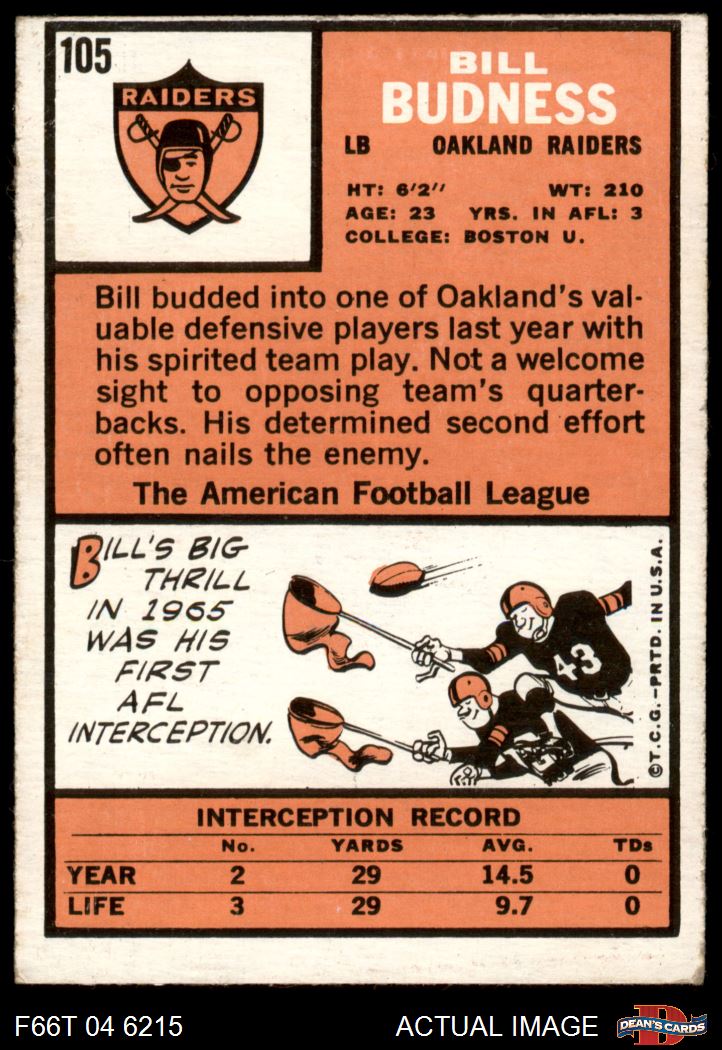 105
RAIDERS
BILL
BUDNESS
LB OAKLAND RAIDERS
HT: 6'2" WT: 210
AGE: 23 YRS. IN AFL: 3
COLLEGE: BOSTON U.
Bill budded into one of Oakland's val-
uable defensive players last year with
his spirited team play. Not a welcome
sight to opposing team's quarter-
backs. His determined second effort
often nails the enemy.
The American Football League
BILL'S BIG
THRILL
IN 1965
WAS HIS
FIRST
AFL
INTERCEPTION.
43
©T.C.G.-PRTD. IN U.S.A.
INTERCEPTION RECORD
No. YARDS AVG. TDs
YEAR 2 29 14.5 0
LIFE 3 29 9.7 0
F66T 04 6215 ACTUAL IMAGE
D
DEAN'S CARDS